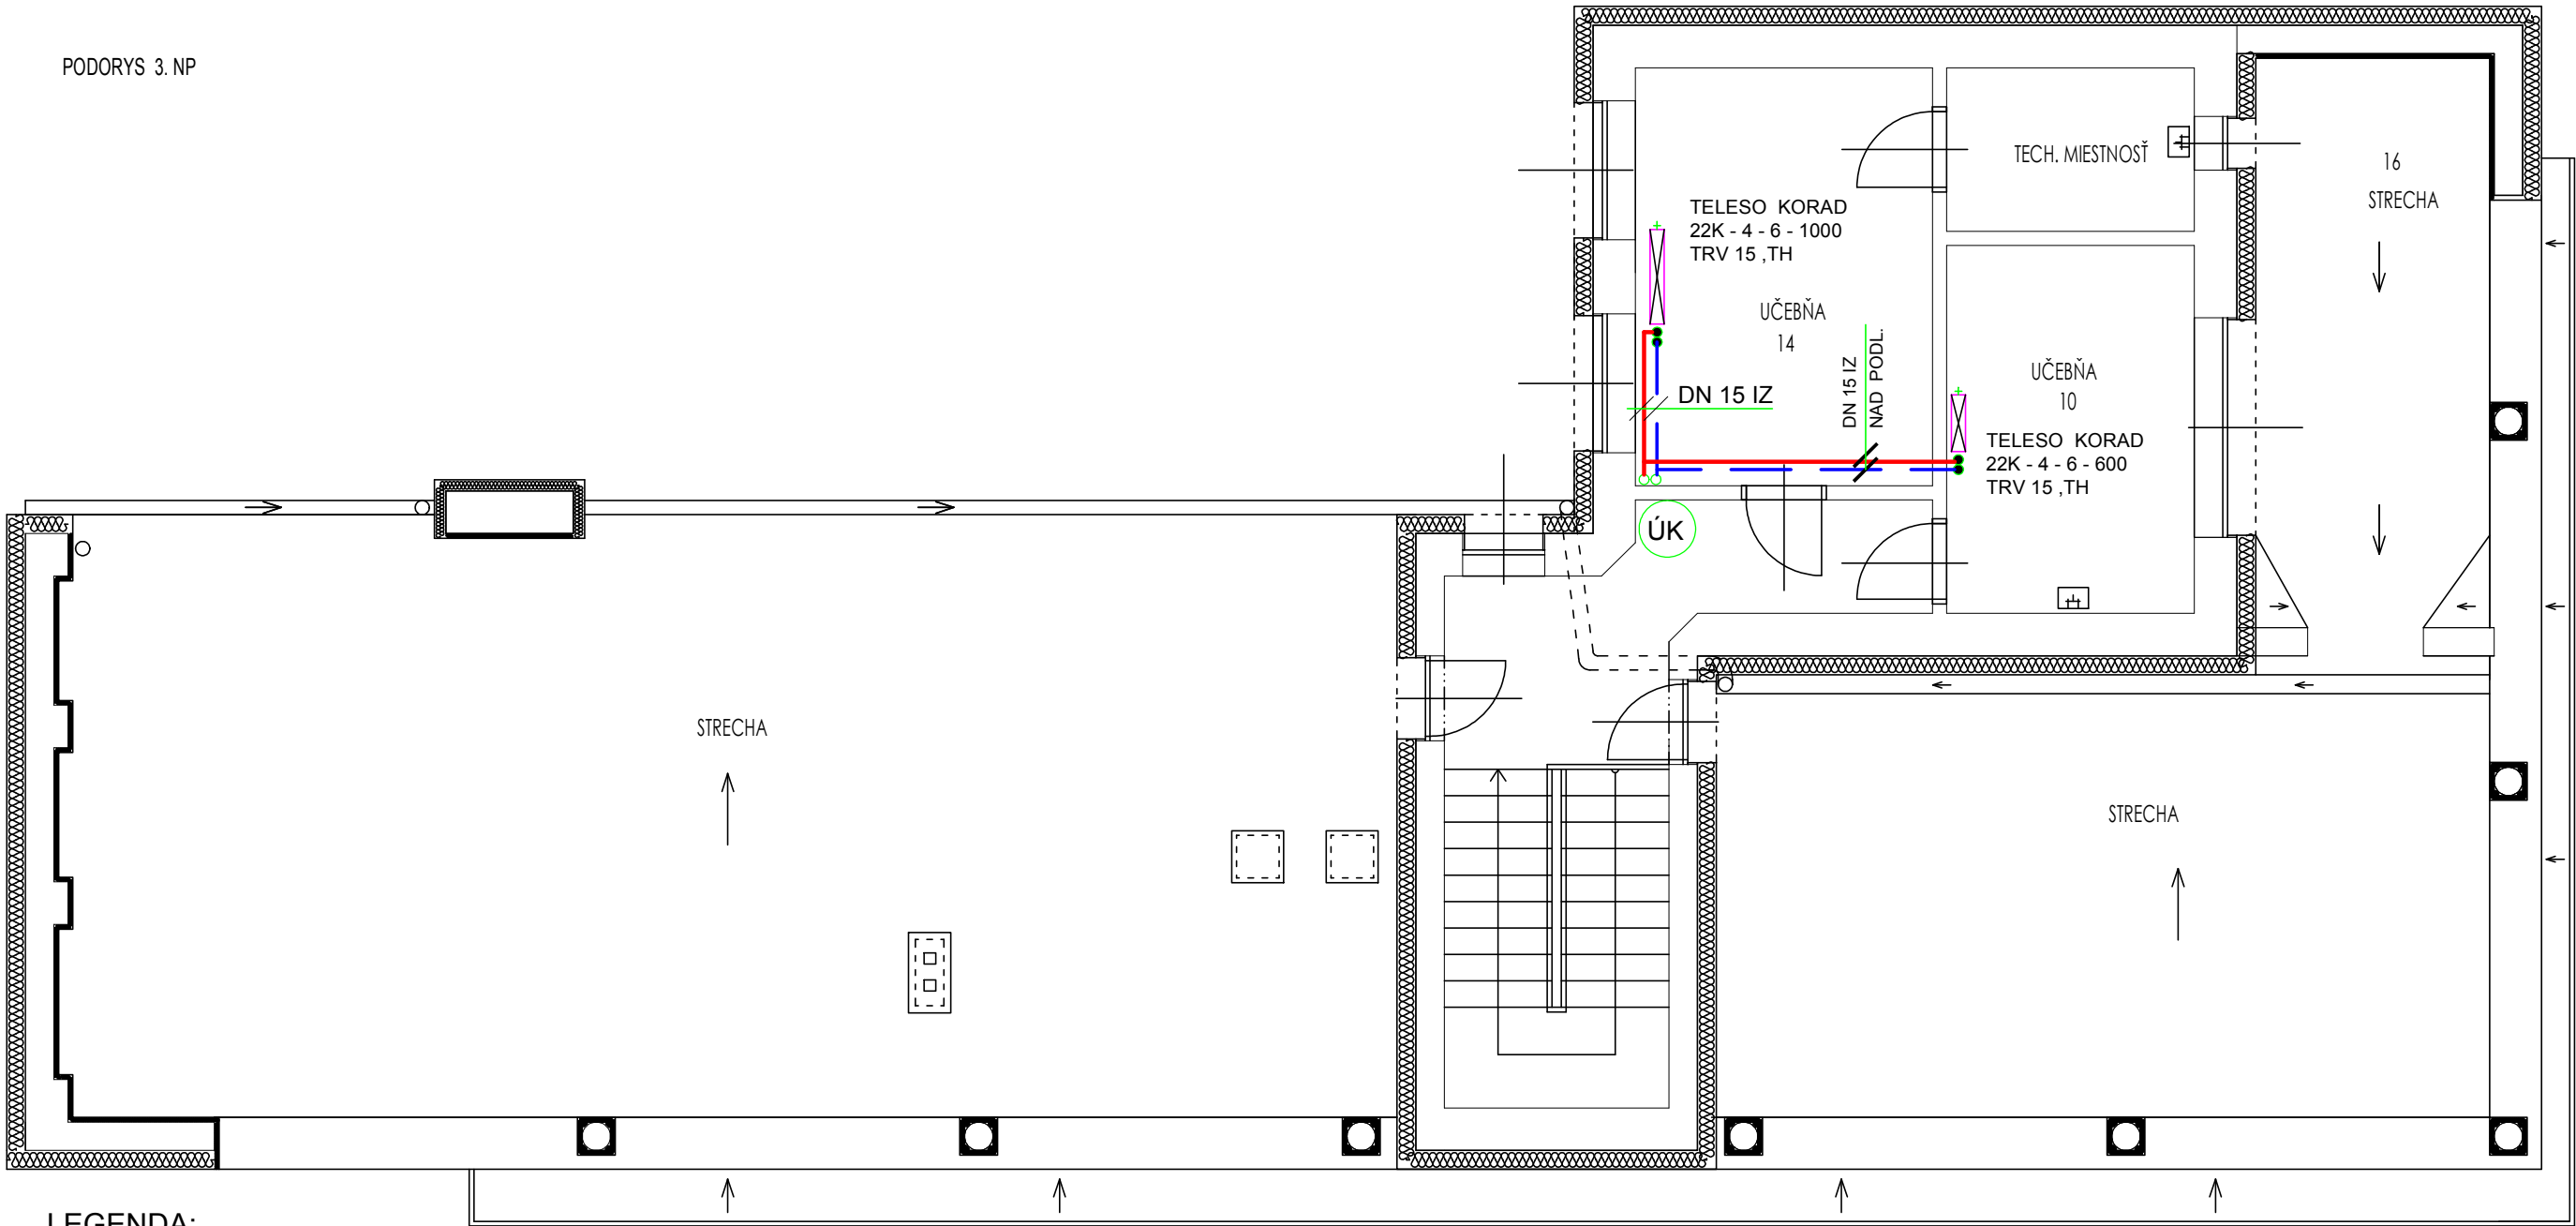 PODORYS 3. NP
TECH. MIESTNOSŤ
16
STRECHA
TELESO KORAD
22K - 4 - 6 - 1000
TRV 15 ,TH
UČEBŇA
14
DN 15 IZ
DN 15 IZ
NAD PODL.
UČEBŇA
10
TELESO KORAD
22K - 4 - 6 - 600
TRV 15 ,TH
ÚK
STRECHA
STRECHA
LEGENDA: